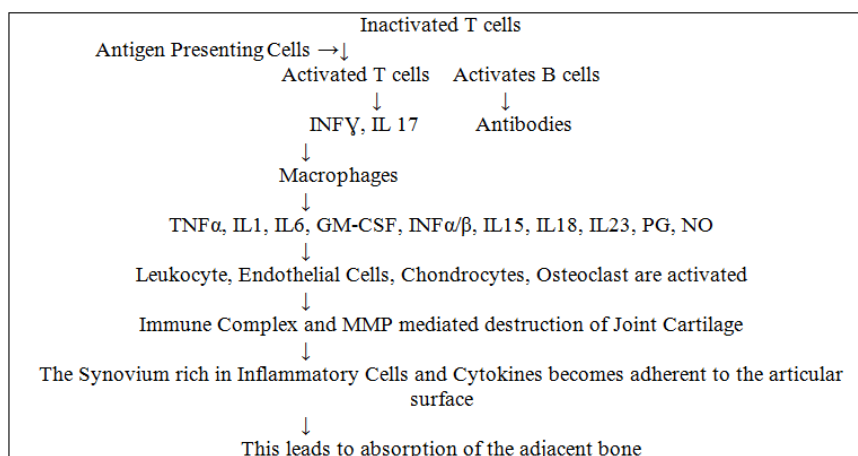 Inactivated T cells
Antigen Presenting Cells →↓
Activated T cells Activates B cells
↓ ↓
INFƔ, IL 17 Antibodies
↓
Macrophages
↓
TNFα, IL1, IL6, GM-CSF, INFα/β, IL15, IL18, IL23, PG, NO
↓
Leukocyte, Endothelial Cells, Chondrocytes, Osteoclast are activated
↓
Immune Complex and MMP mediated destruction of Joint Cartilage
↓
The Synovium rich in Inflammatory Cells and Cytokines becomes adherent to the articular
surface
↓
This leads to absorption of the adjacent bone